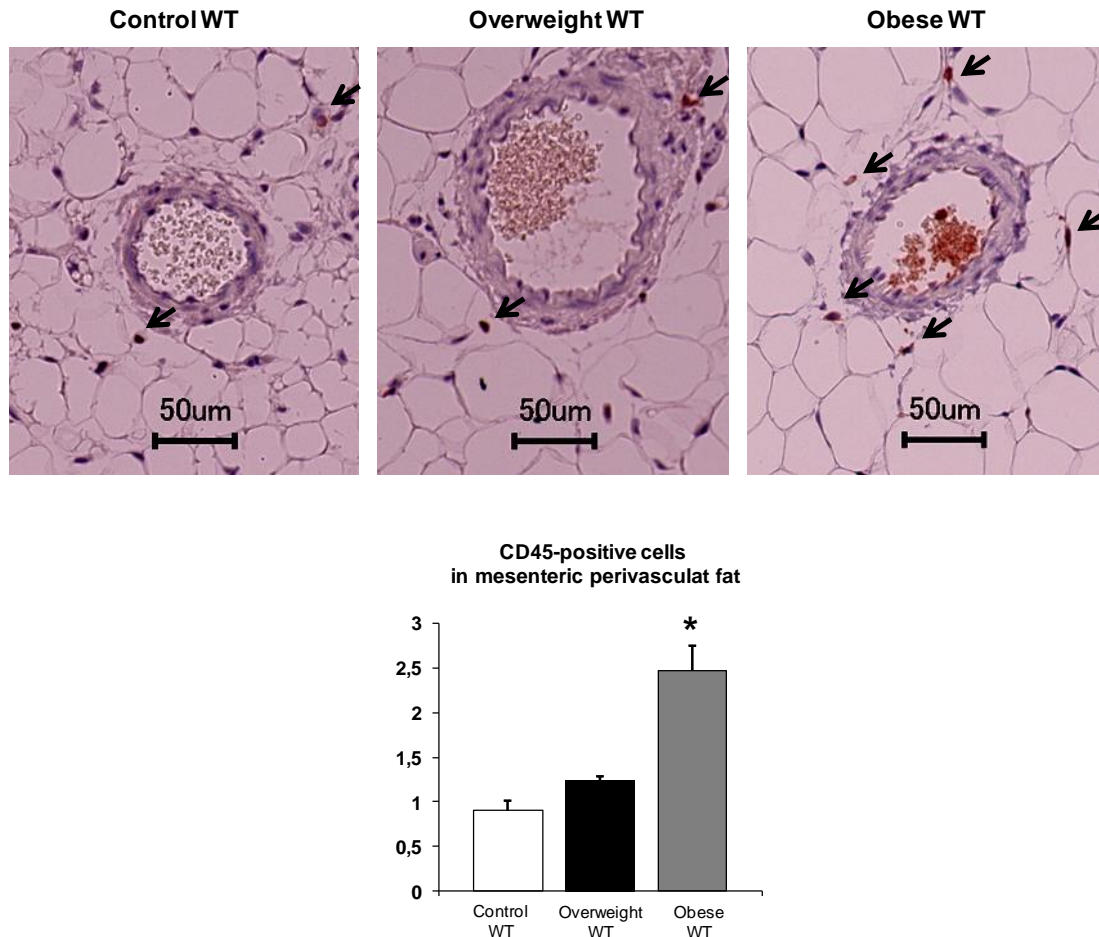 Control WT
Overweight WT
Obese WT
50um
50um
50um
CD45-positive cells
in mesenteric perivasculat fat
3
2,5
2
1,5
1
0,5
0
*
Control
WT
Overweight
WT
Obese
WT